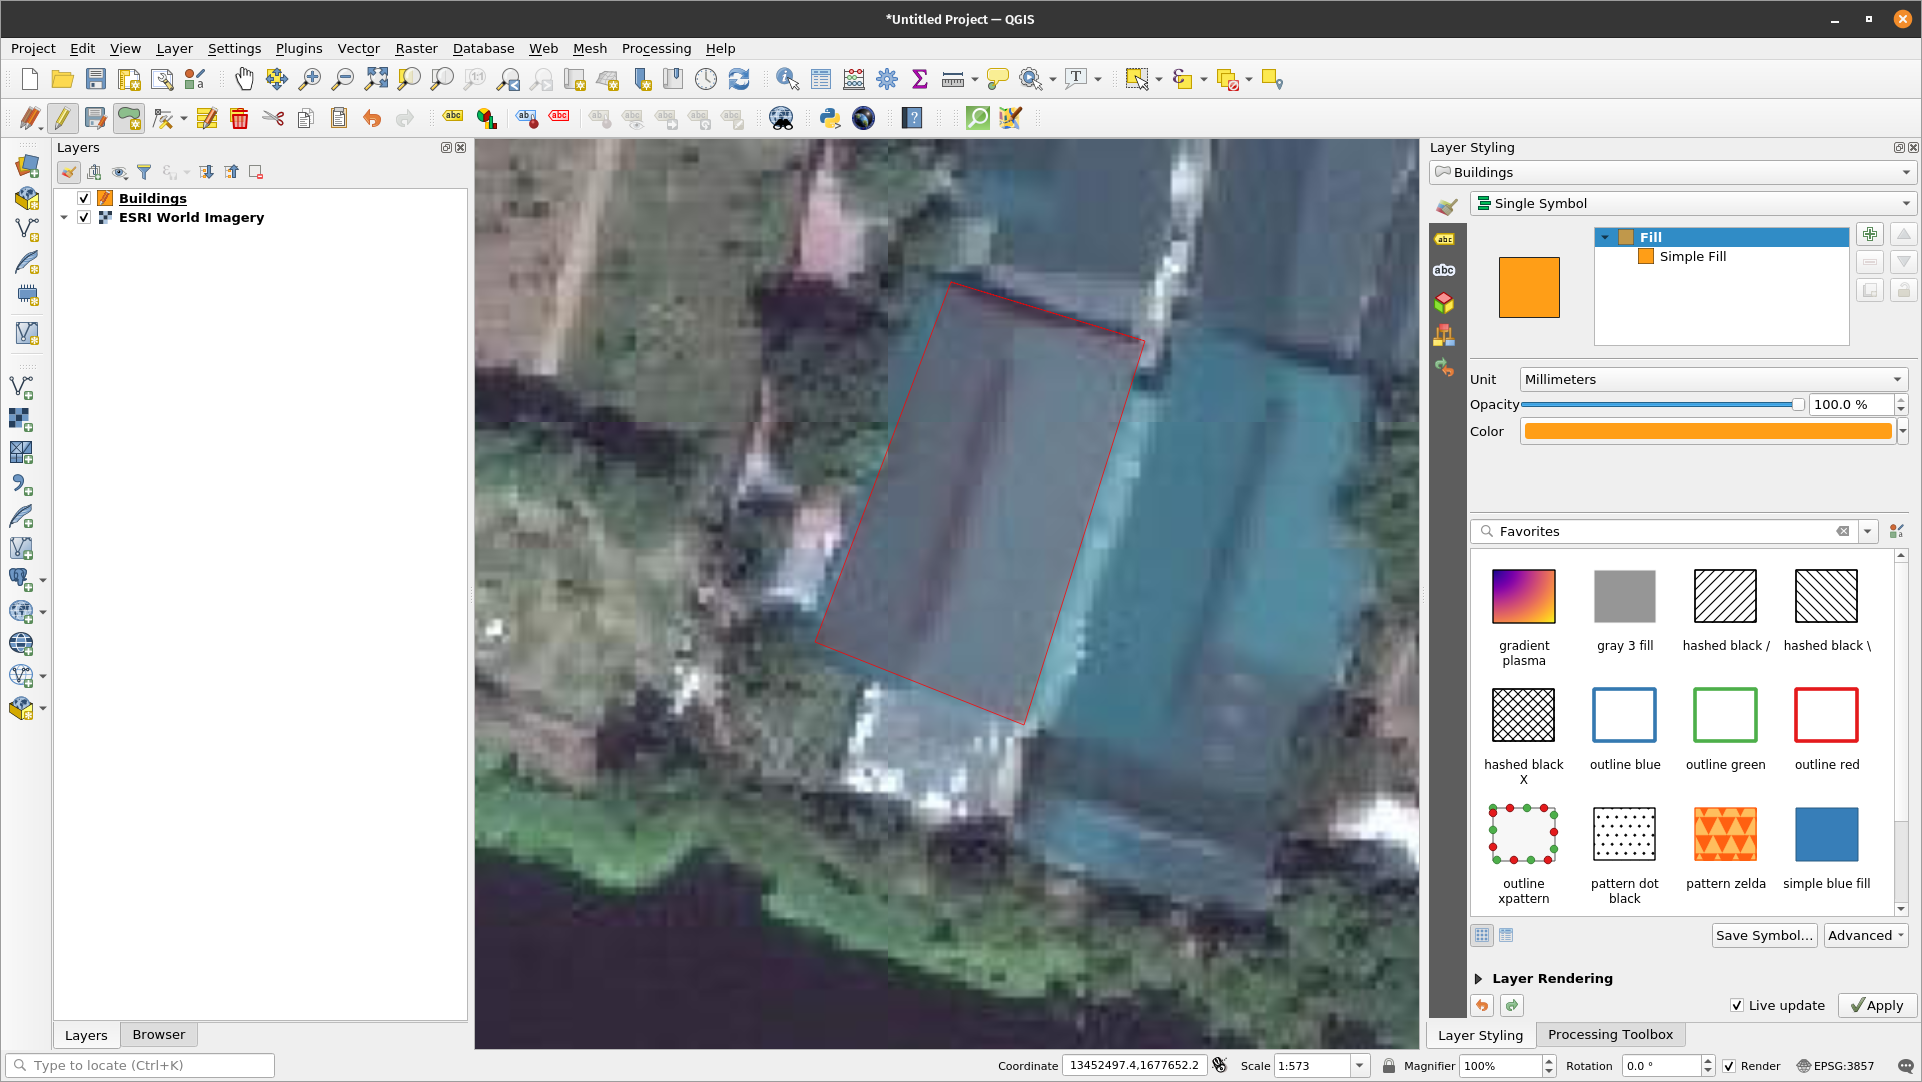 *Untitled Project — QGIS
Project Edit View Layer Settings Plugins Vector Raster Database Web Mesh Processing Help
Layers
Buildings
ESRI World Imagery
Layers Browser
Type to locate (Ctrl+K)
Layer Styling
Buildings
Single Symbol
Fill
Simple Fill
Unit Millimeters
Opacity 100.0 %
Color
Favorites
gradient plasma
gray 3 fill
hashed black /
hashed black \
hashed black X
outline blue
outline green
outline red
outline xpattern
pattern dot black
pattern zelda
simple blue fill
Save Symbol... Advanced
Layer Rendering
Live update Apply
Layer Styling Processing Toolbox
Coordinate 13452497.4,1677652.2 Scale 1:573 Magnifier 100% Rotation 0.0 ° Render EPSG:3857